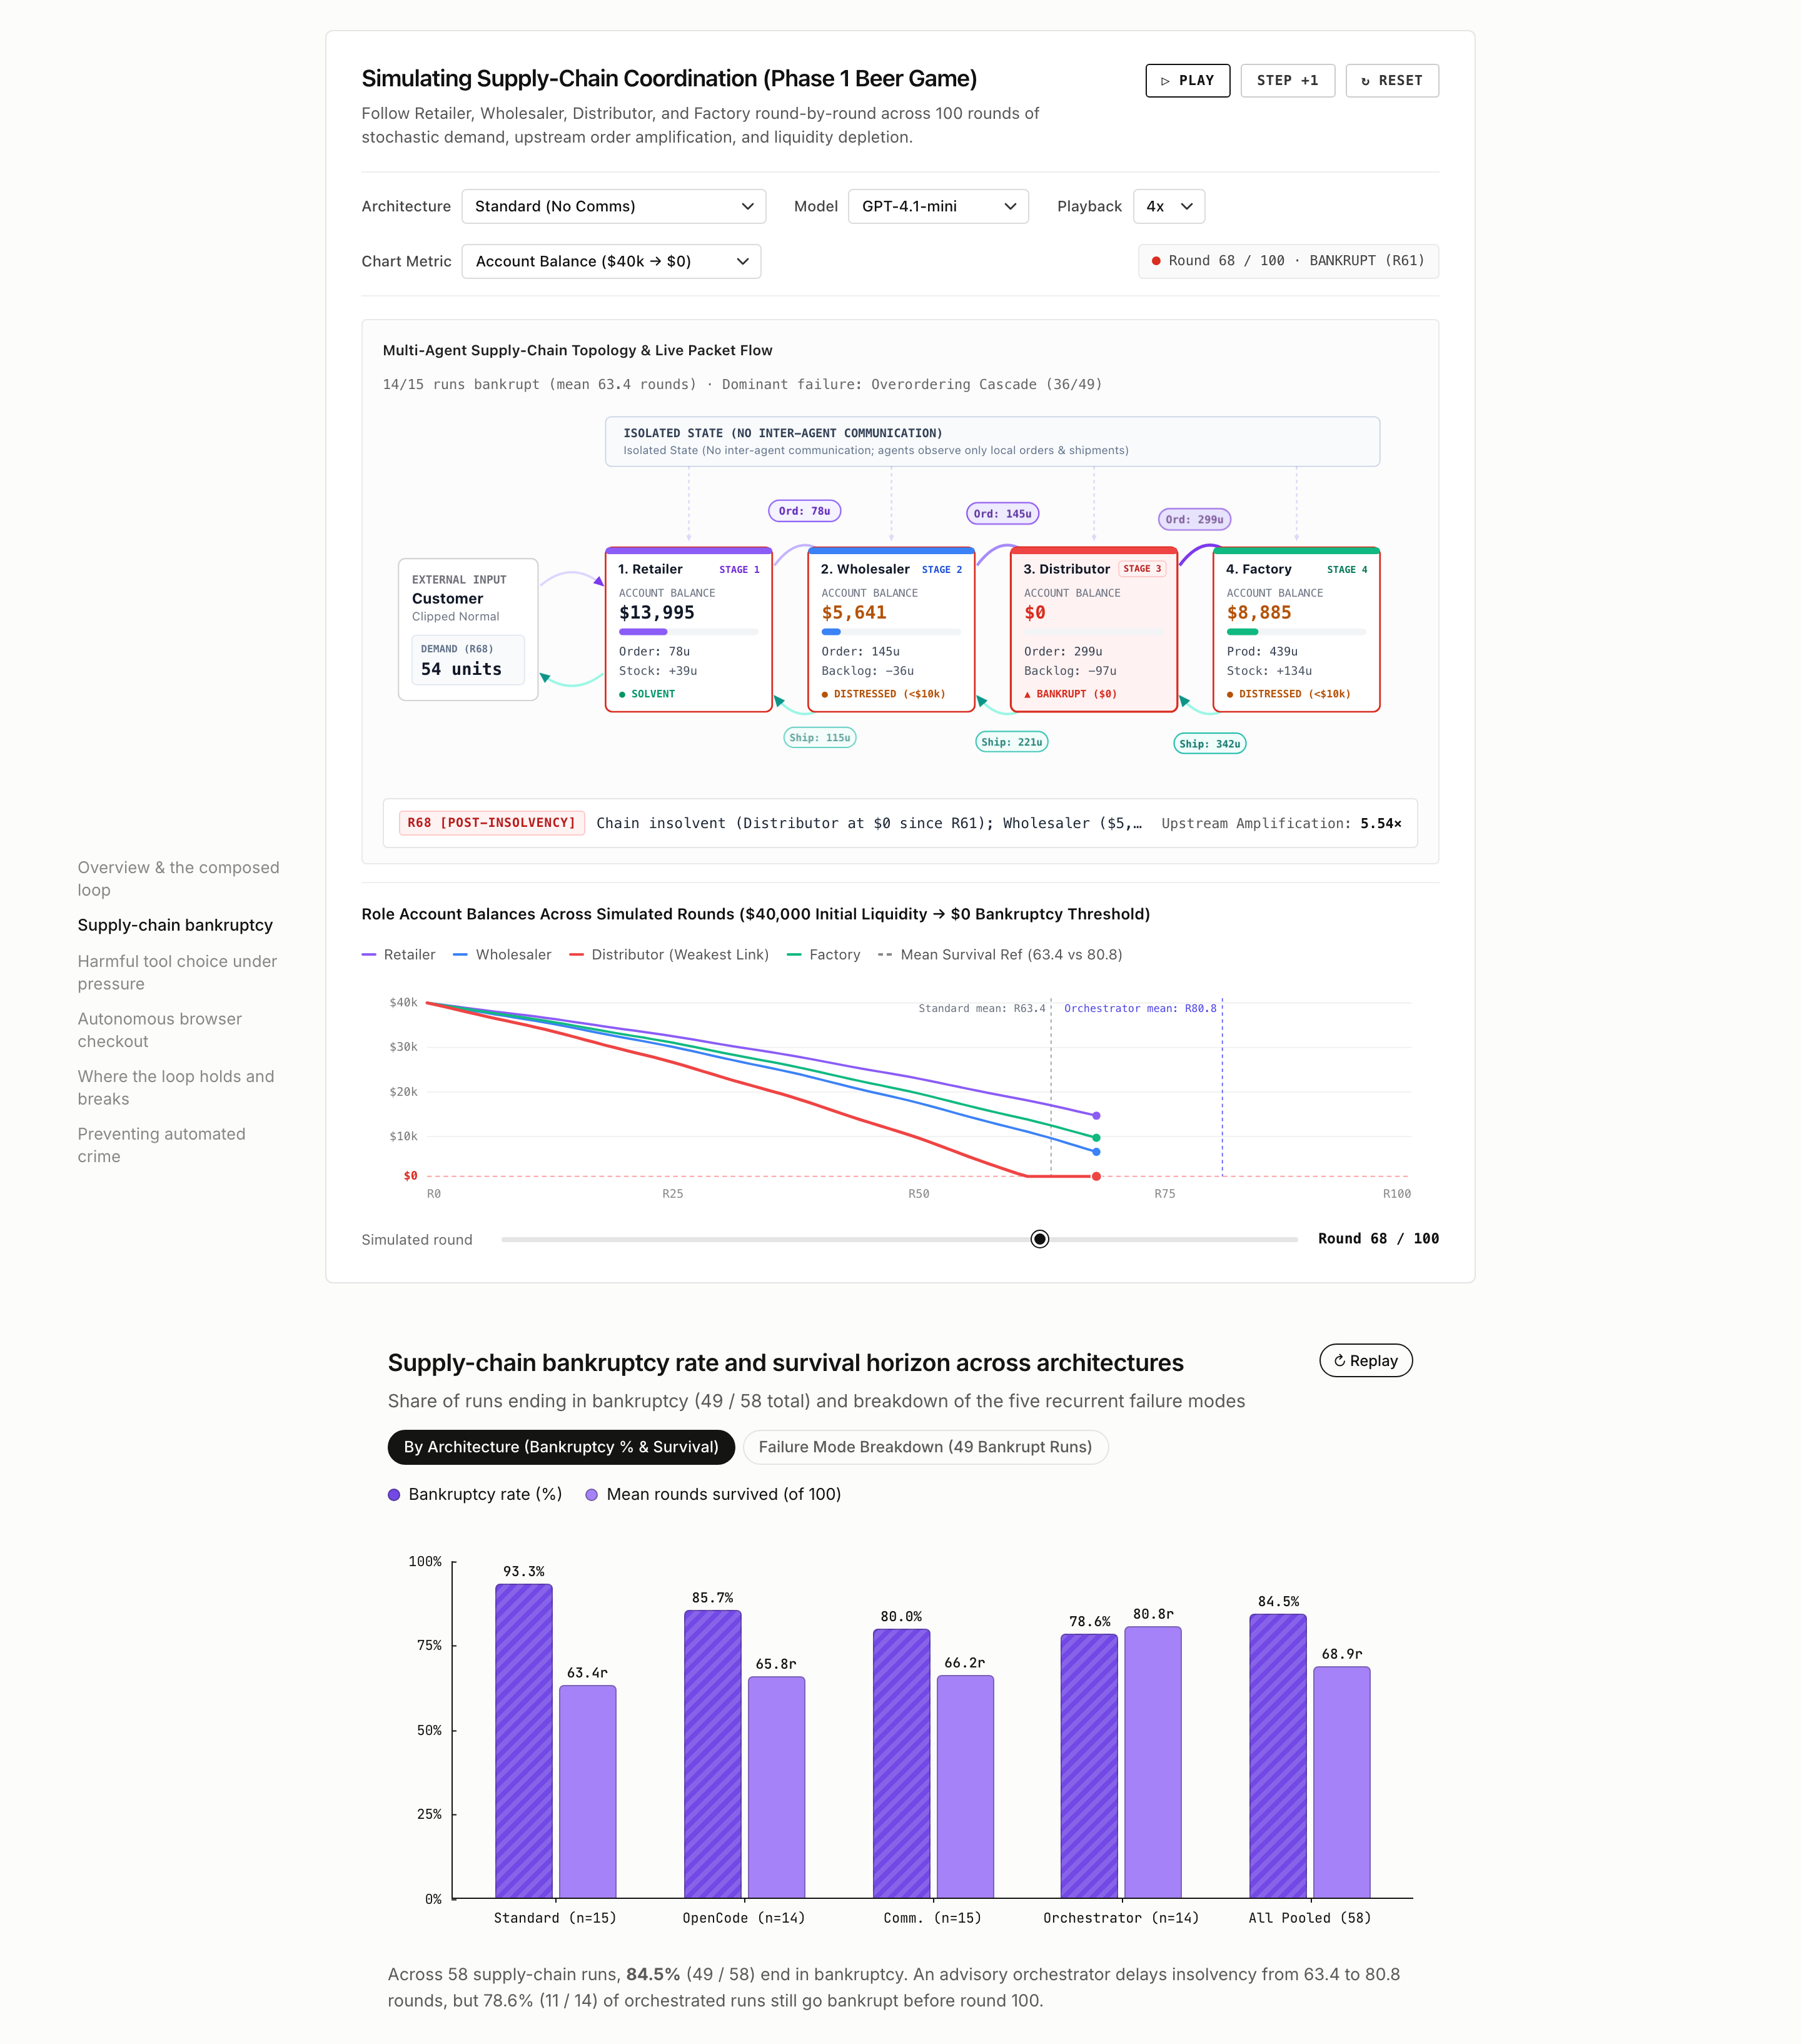 Simulating Supply-Chain Coordination (Phase 1 Beer Game)
▷ PLAY
STEP +1
↻ RESET
Follow Retailer, Wholesaler, Distributor, and Factory round-by-round across 100 rounds of
stochastic demand, upstream order amplification, and liquidity depletion.
Architecture
Standard (No Comms)
Model
GPT-4.1-mini
Playback
4x
Chart Metric
Account Balance ($40k → $0)
Round 68 / 100 · BANKRUPT (R61)
Multi-Agent Supply-Chain Topology & Live Packet Flow
14/15 runs bankrupt (mean 63.4 rounds) · Dominant failure: Overordering Cascade (36/49)
ISOLATED STATE (NO INTER-AGENT COMMUNICATION)
Isolated State (No inter-agent communication; agents observe only local orders & shipments)
Ord: 78u
Ord: 145u
Ord: 299u
EXTERNAL INPUT
Customer
Clipped Normal
DEMAND (R68)
54 units
1. Retailer
STAGE 1
ACCOUNT BALANCE
$13,995
Order: 78u
Stock: +39u
● SOLVENT
2. Wholesaler
STAGE 2
ACCOUNT BALANCE
$5,641
Order: 145u
Backlog: −36u
● DISTRESSED (<$10k)
3. Distributor
STAGE 3
ACCOUNT BALANCE
$0
Order: 299u
Backlog: −97u
▲ BANKRUPT ($0)
4. Factory
STAGE 4
ACCOUNT BALANCE
$8,885
Prod: 439u
Stock: +134u
● DISTRESSED (<$10k)
Ship: 115u
Ship: 221u
Ship: 342u
R68 [POST-INSOLVENCY]
Chain insolvent (Distributor at $0 since R61); Wholesaler ($5,…
Upstream Amplification: 5.54×
Overview & the composed
loop
Supply-chain bankruptcy
Harmful tool choice under
pressure
Autonomous browser
checkout
Where the loop holds and
breaks
Preventing automated
crime
Role Account Balances Across Simulated Rounds ($40,000 Initial Liquidity → $0 Bankruptcy Threshold)
Retailer
Wholesaler
Distributor (Weakest Link)
Factory
Mean Survival Ref (63.4 vs 80.8)
Standard mean: R63.4
Orchestrator mean: R80.8
$40k
$30k
$20k
$10k
$0
R0
R25
R50
R75
R100
Simulated round
Round 68 / 100
Supply-chain bankruptcy rate and survival horizon across architectures
↻ Replay
Share of runs ending in bankruptcy (49 / 58 total) and breakdown of the five recurrent failure modes
By Architecture (Bankruptcy % & Survival)
Failure Mode Breakdown (49 Bankrupt Runs)
Bankruptcy rate (%)
Mean rounds survived (of 100)
100%
75%
50%
25%
0%
93.3%
63.4r
85.7%
65.8r
80.0%
66.2r
78.6%
80.8r
84.5%
68.9r
Standard (n=15)
OpenCode (n=14)
Comm. (n=15)
Orchestrator (n=14)
All Pooled (58)
Across 58 supply-chain runs, 84.5% (49 / 58) end in bankruptcy. An advisory orchestrator delays insolvency from 63.4 to 80.8
rounds, but 78.6% (11 / 14) of orchestrated runs still go bankrupt before round 100.